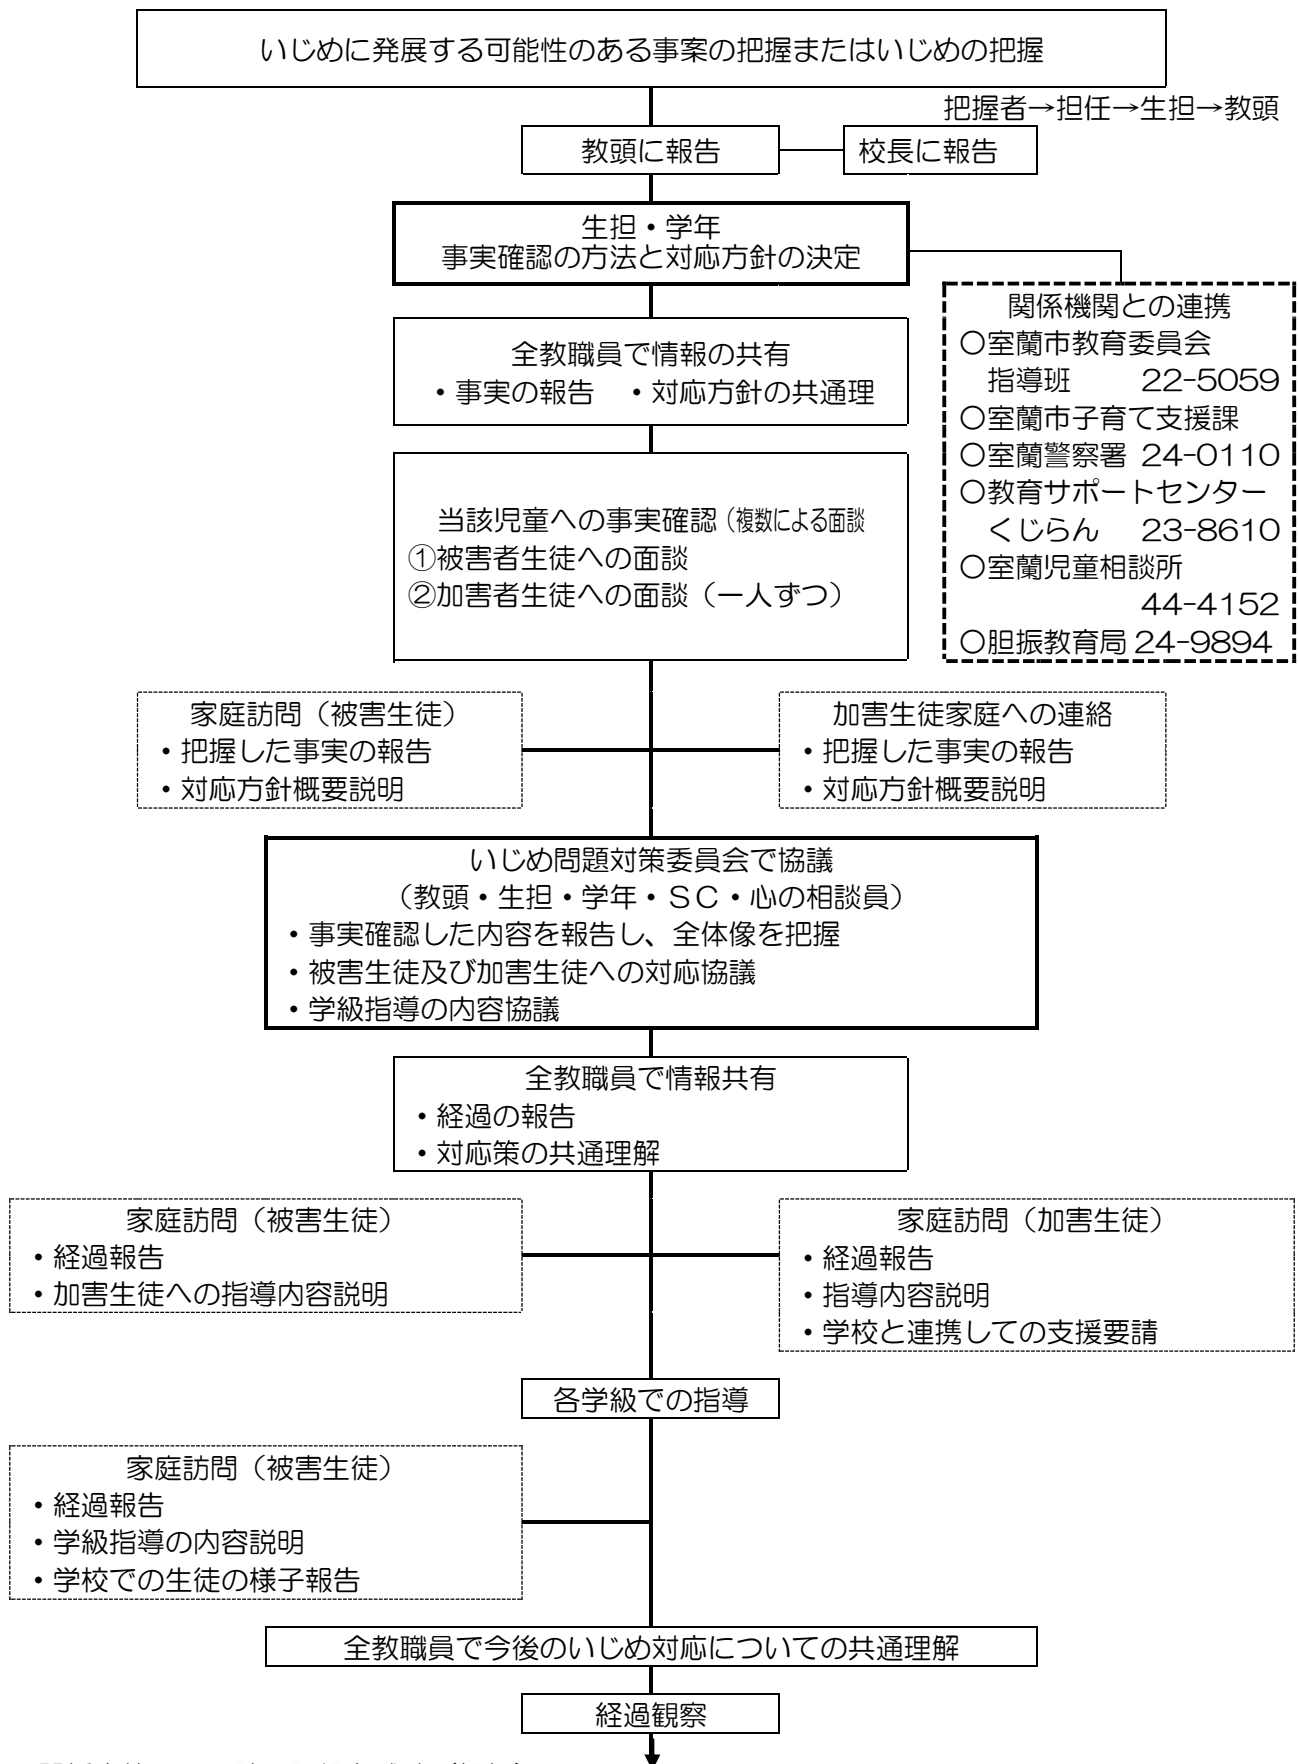 いじめに発展する可能性のある事案の把握またはいじめの把握
把握者→担任→生担→教頭
教頭に報告
校長に報告
生担・学年
事実確認の方法と対応方針の決定
関係機関との連携
○室蘭市教育委員会
指導班 22-5059
○室蘭市子育て支援課
○室蘭警察署 24-0110
○教育サポートセンター
くじらん 23-8610
○室蘭児童相談所
44-4152
○胆振教育局 24-9894
全教職員で情報の共有
・事実の報告 ・対応方針の共通理
当該児童への事実確認（複数による面談
①被害者生徒への面談
②加害者生徒への面談（一人ずつ）
家庭訪問（被害生徒）
・把握した事実の報告
・対応方針概要説明
加害生徒家庭への連絡
・把握した事実の報告
・対応方針概要説明
いじめ問題対策委員会で協議
（教頭・生担・学年・ＳＣ・心の相談員）
・事実確認した内容を報告し、全体像を把握
・被害生徒及び加害生徒への対応協議
・学級指導の内容協議
全教職員で情報共有
・経過の報告
・対応策の共通理解
家庭訪問（被害生徒）
・経過報告
・加害生徒への指導内容説明
家庭訪問（加害生徒）
・経過報告
・指導内容説明
・学校と連携しての支援要請
各学級での指導
家庭訪問（被害生徒）
・経過報告
・学級指導の内容説明
・学校での生徒の様子報告
全教職員で今後のいじめ対応についての共通理解
経過観察